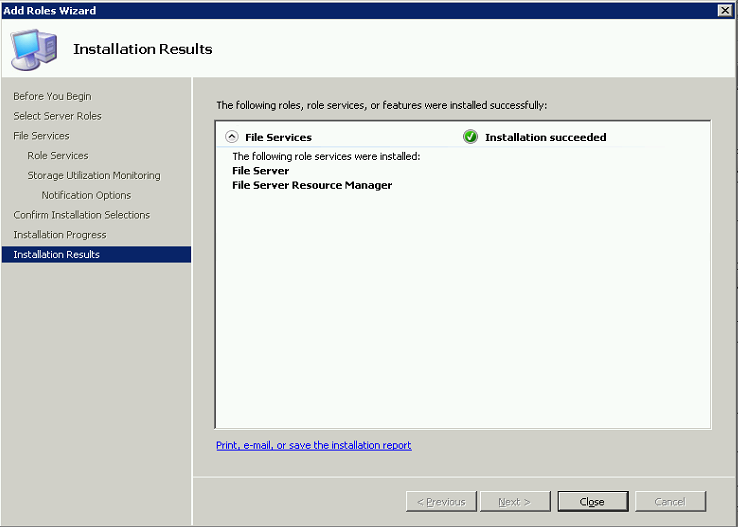 Add Roles Wizard
Installation Results
Before You Begin
Select Server Roles
File Services
Role Services
Storage Utilization Monitoring
Notification Options
Confirm Installation Selections
Installation Progress
Installation Results
The following roles, role services, or features were installed successfully:
File Services Installation succeeded
The following role services were installed:
File Server
File Server Resource Manager
Print, e-mail, or save the installation report
< Previous Next > Close Cancel